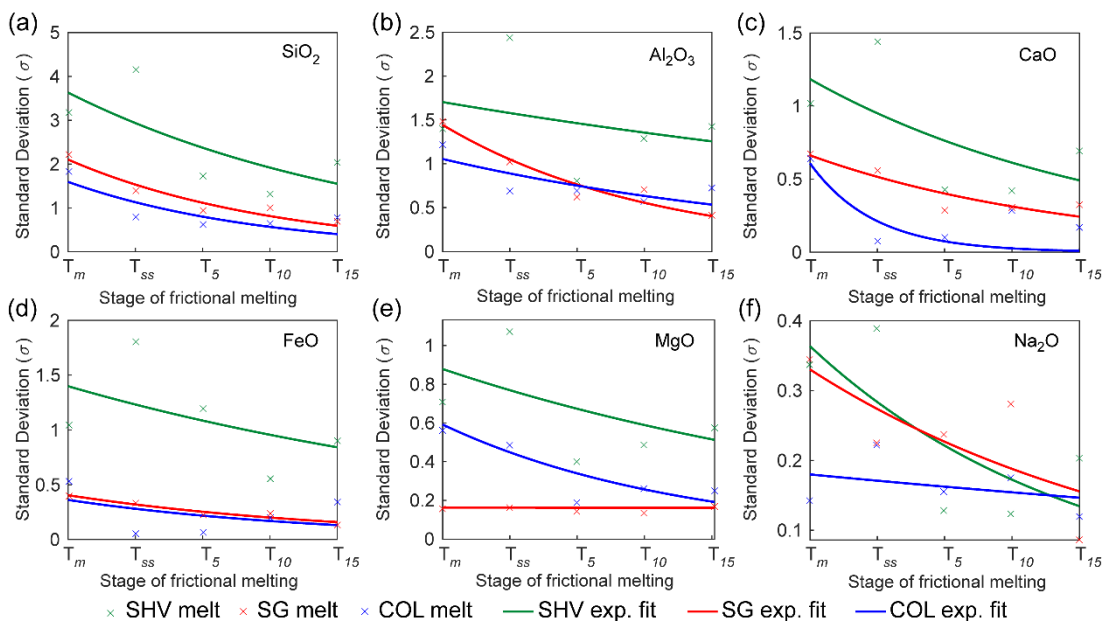 (a)
SiO₂
Standard Deviation (σ)
5
4
3
2
1
0
Tₘ Tₛₛ T₅ T₁₀ T₁₅
Stage of frictional melting
(b)
Al₂O₃
Standard Deviation (σ)
2.5
2
1.5
1
0.5
0
Tₘ Tₛₛ T₅ T₁₀ T₁₅
Stage of frictional melting
(c)
CaO
Standard Deviation (σ)
1.5
1
0.5
0
Tₘ Tₛₛ T₅ T₁₀ T₁₅
Stage of frictional melting
(d)
FeO
Standard Deviation (σ)
2
1.5
1
0.5
0
Tₘ Tₛₛ T₅ T₁₀ T₁₅
Stage of frictional melting
(e)
MgO
Standard Deviation (σ)
1
0.8
0.6
0.4
0.2
0
Tₘ Tₛₛ T₅ T₁₀ T₁₅
Stage of frictional melting
(f)
Na₂O
Standard Deviation (σ)
0.4
0.3
0.2
0.1
Tₘ Tₛₛ T₅ T₁₀ T₁₅
Stage of frictional melting
SHV melt SG melt COL melt SHV exp. fit SG exp. fit COL exp. fit